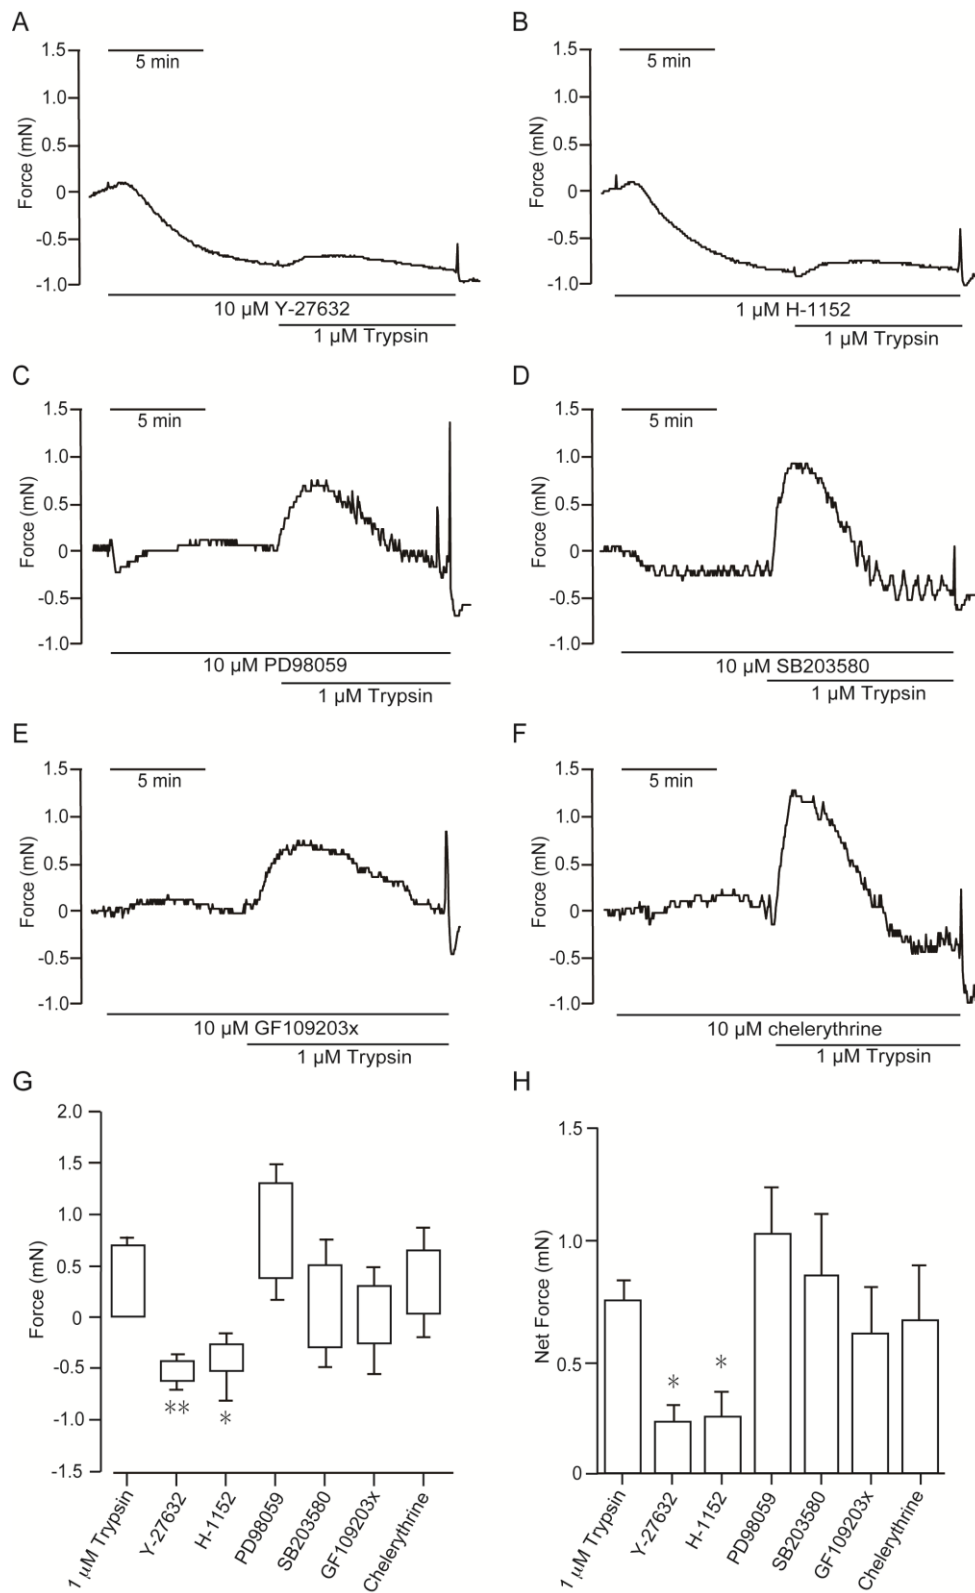 A
B
5 min
5 min
1.5
1.0
0.5
0
-0.5
-1.0
Force (mN)
10 µM Y-27632
1 µM Trypsin
1.5
1.0
0.5
0
-0.5
-1.0
Force (mN)
1 µM H-1152
1 µM Trypsin
C
D
5 min
5 min
1.5
1.0
0.5
0
-0.5
-1.0
Force (mN)
10 µM PD98059
1 µM Trypsin
1.5
1.0
0.5
0
-0.5
-1.0
Force (mN)
10 µM SB203580
1 µM Trypsin
E
F
5 min
5 min
1.5
1.0
0.5
0
-0.5
-1.0
Force (mN)
10 µM GF109203x
1 µM Trypsin
1.5
1.0
0.5
0
-0.5
-1.0
Force (mN)
10 µM chelerythrine
1 µM Trypsin
G
2.0
1.5
1.0
0.5
0
-0.5
-1.0
-1.5
Force (mN)
**
*
1 µM Trypsin
Y-27632
H-1152
PD98059
SB203580
GF109203x
Chelerythrine
H
1.5
1.0
0.5
0
Net Force (mN)
*
*
1 µM Trypsin
Y-27632
H-1152
PD98059
SB203580
GF109203x
Chelerythrine